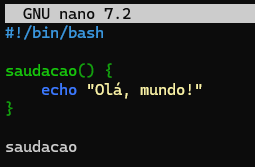 GNU nano 7.2
#!/bin/bash
saudacao() {
    echo "Olá, mundo!"
}
saudacao